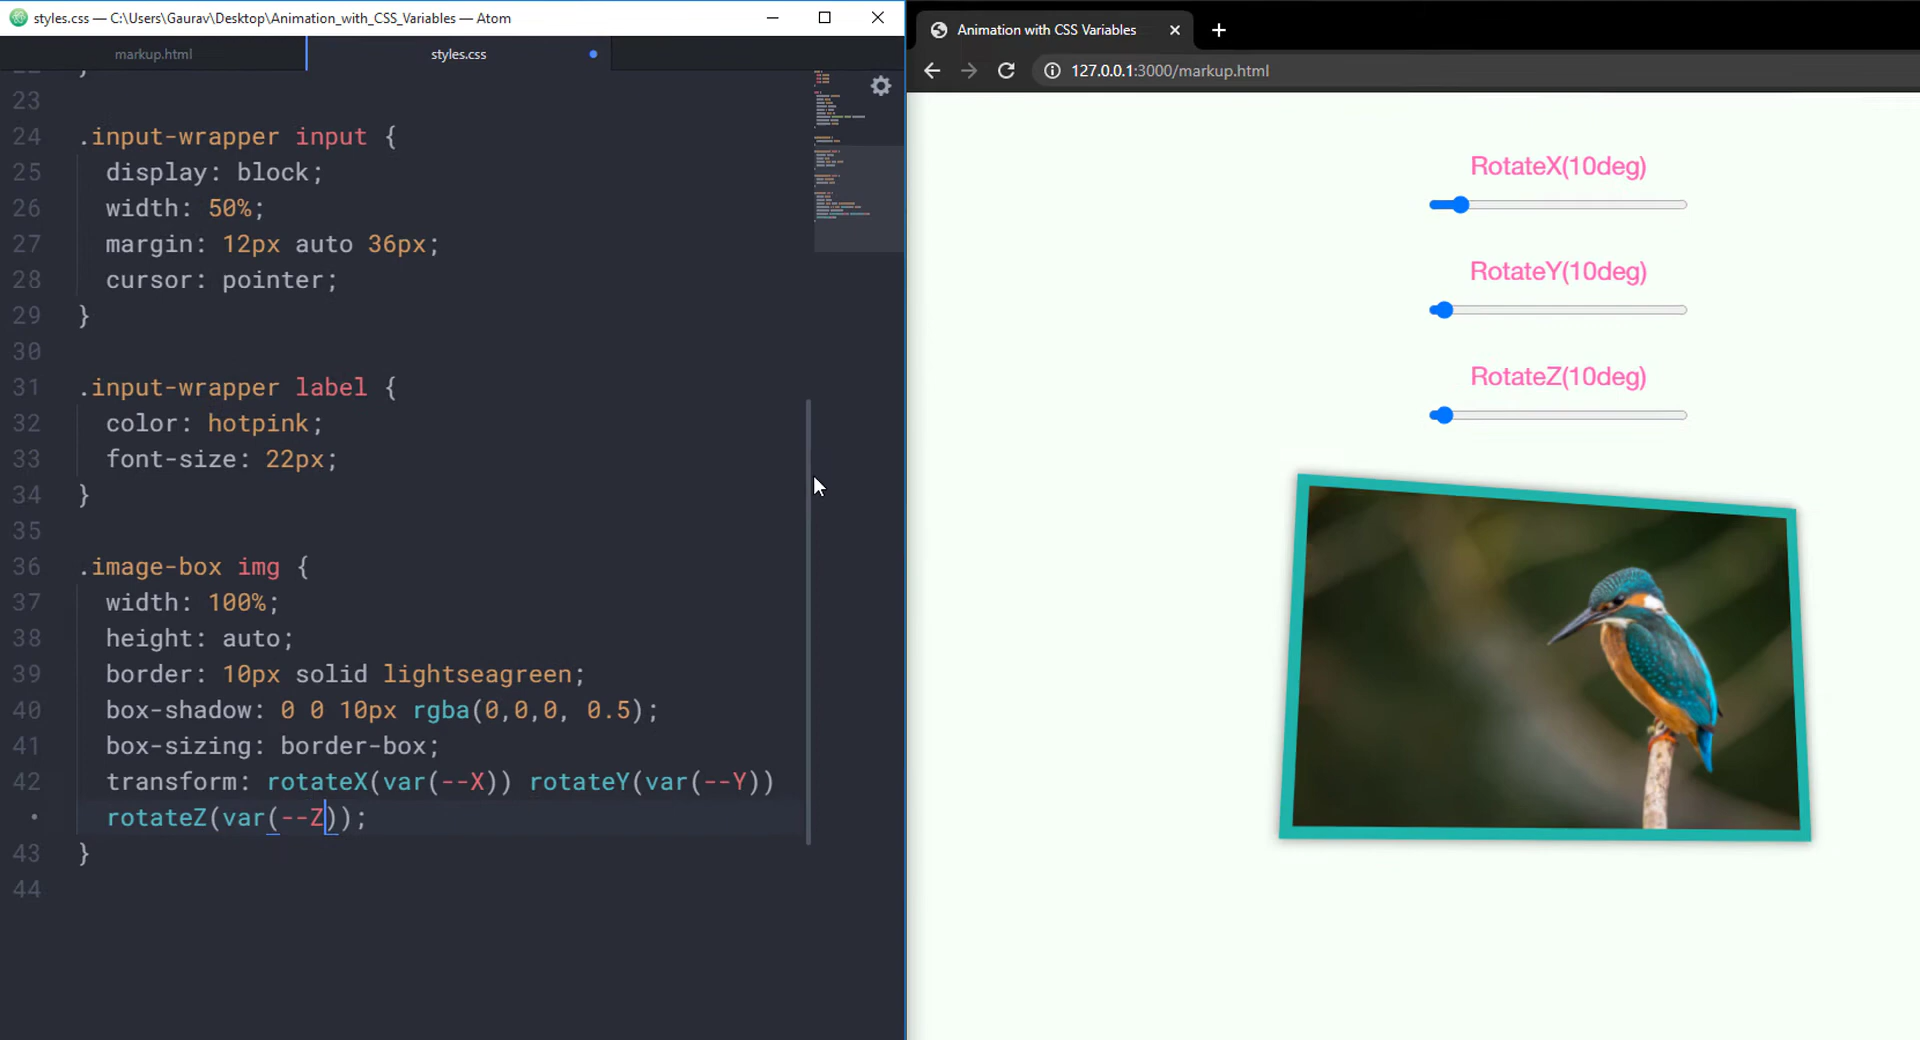 styles.css — C:\Users\Gaurav\Desktop\Animation_with_CSS_Variables — Atom
markup.html
styles.css
23
24 .input-wrapper input {
25 display: block;
26 width: 50%;
27 margin: 12px auto 36px;
28 cursor: pointer;
29 }
30
31 .input-wrapper label {
32 color: hotpink;
33 font-size: 22px;
34 }
35
36 .image-box img {
37 width: 100%;
38 height: auto;
39 border: 10px solid lightseagreen;
40 box-shadow: 0 0 10px rgba(0,0,0, 0.5);
41 box-sizing: border-box;
42 transform: rotateX(var(--X)) rotateY(var(--Y))
• rotateZ(var(--Z));
43 }
44
Animation with CSS Variables
127.0.0.1:3000/markup.html
RotateX(10deg)
RotateY(10deg)
RotateZ(10deg)